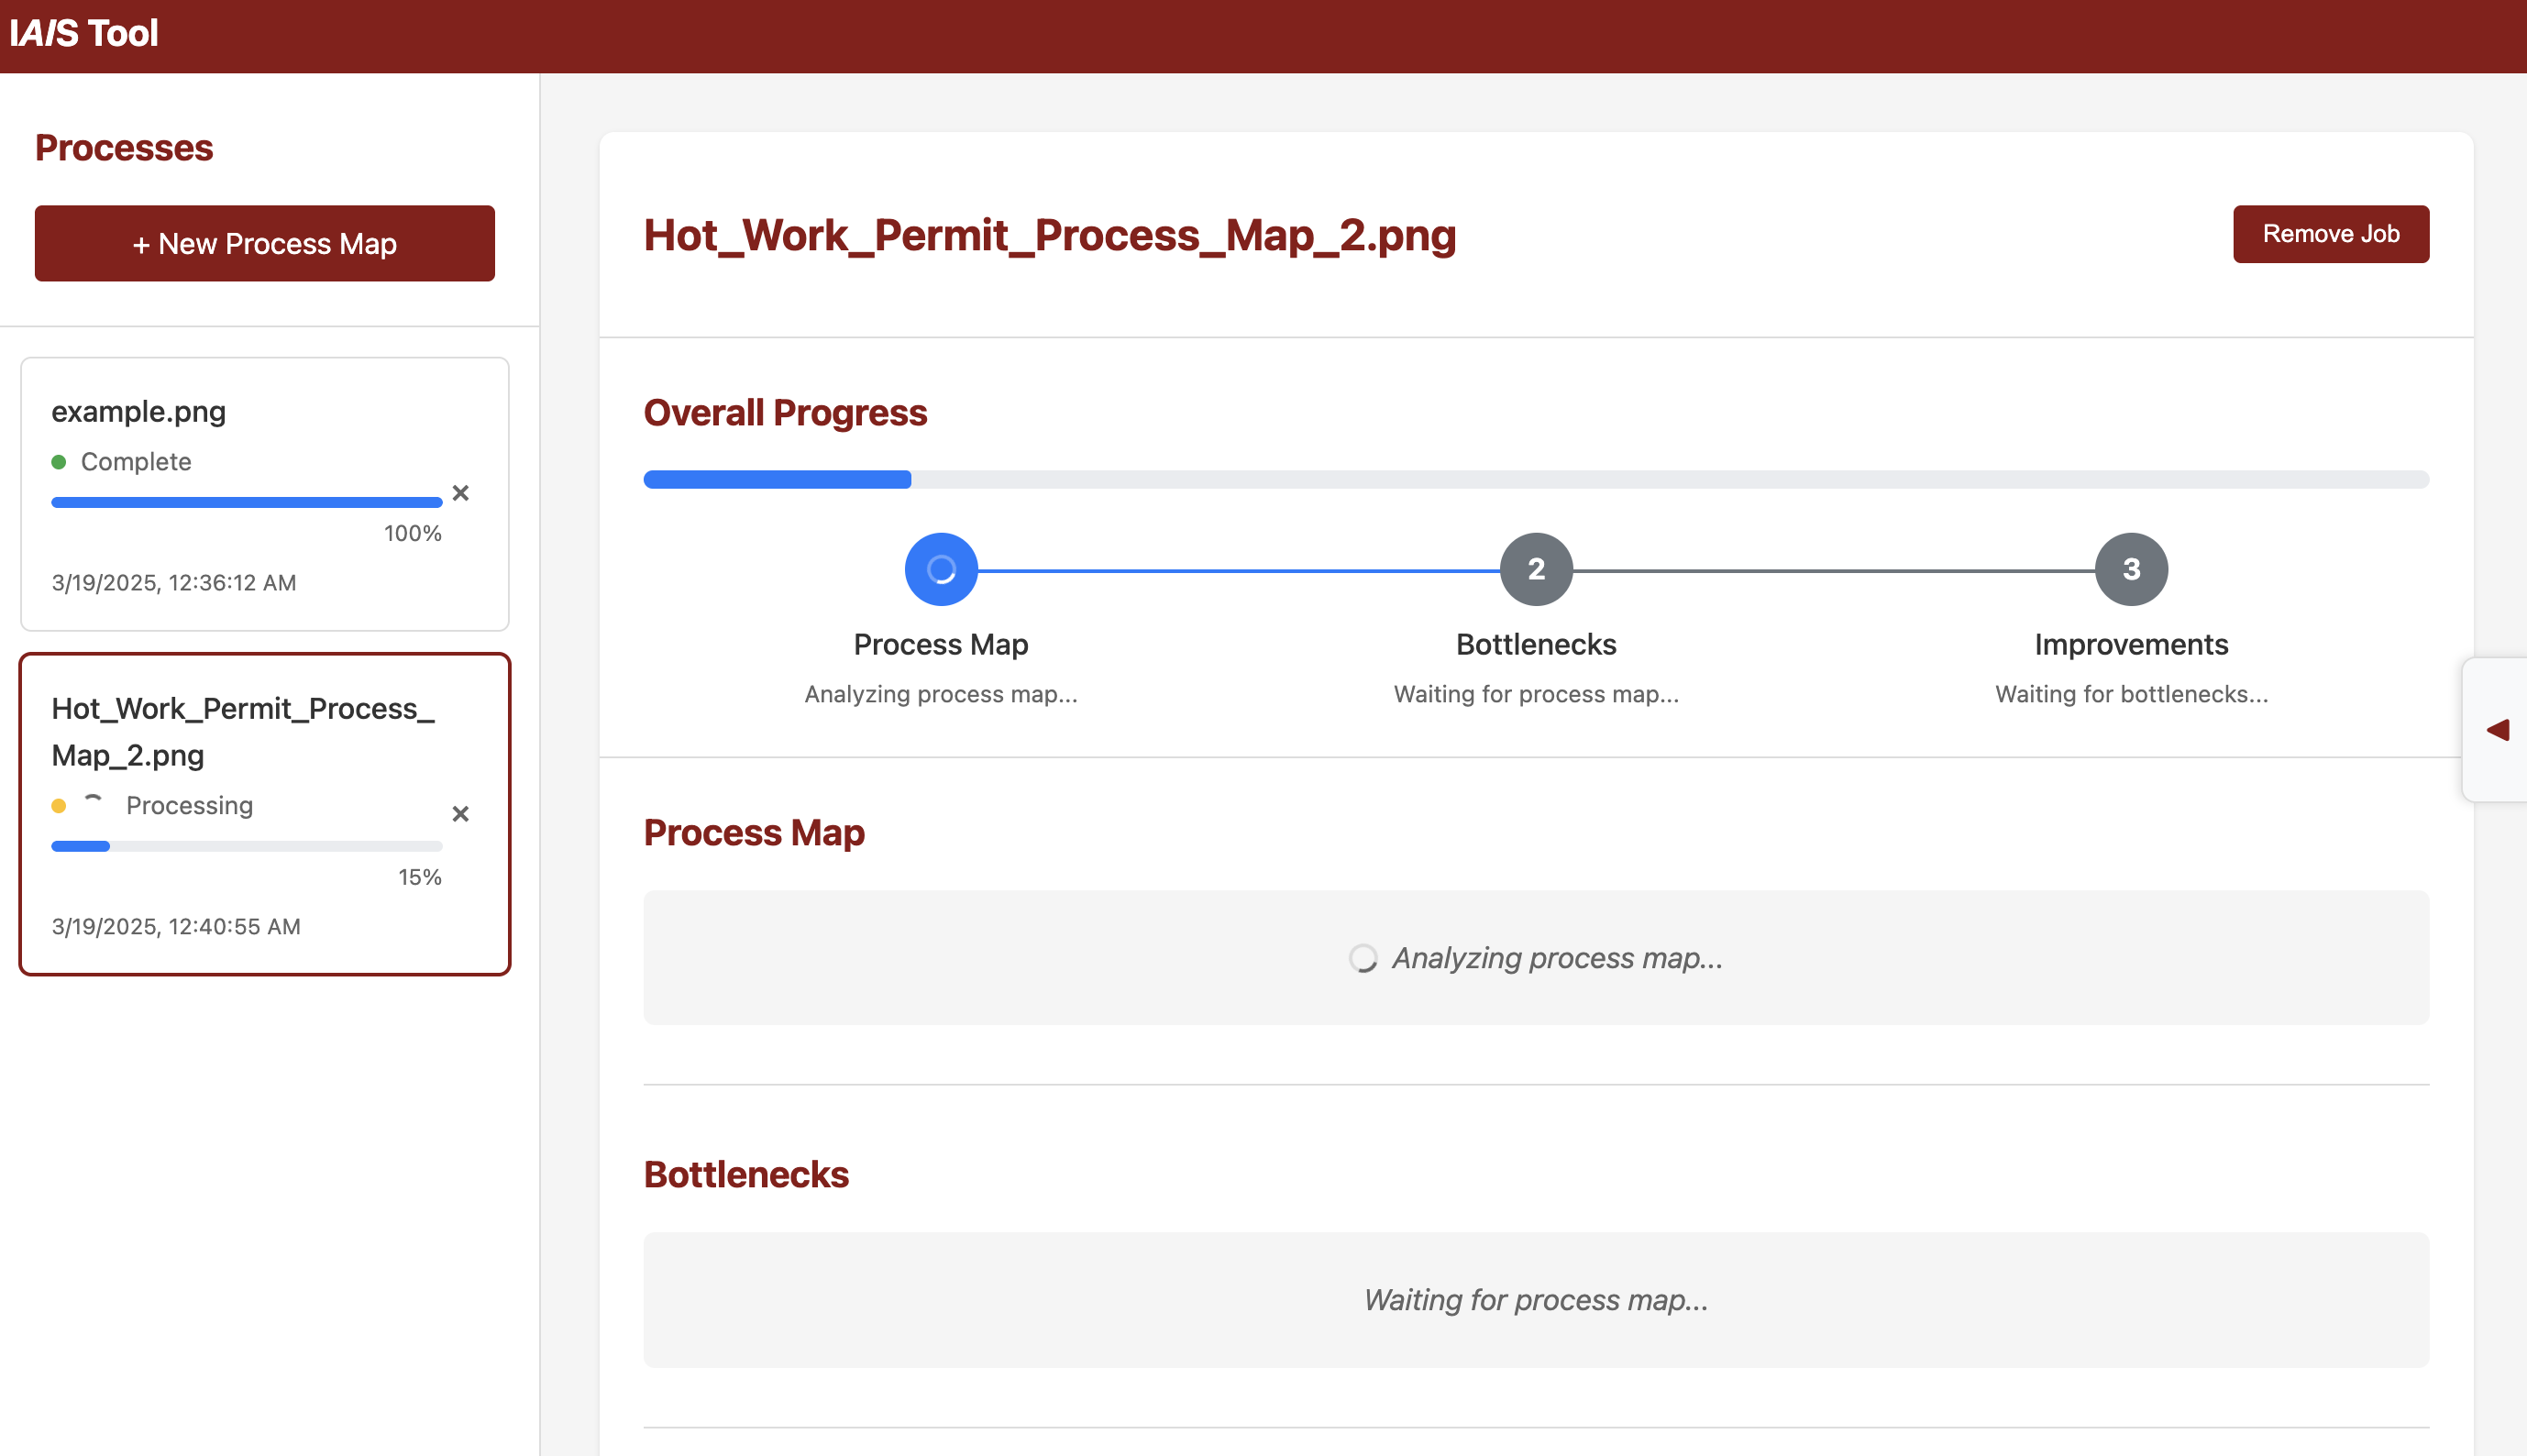 IAIS Tool
Processes
+ New Process Map
example.png
Complete
×
100%
3/19/2025, 12:36:12 AM
Hot_Work_Permit_Process_
Map_2.png
Processing
×
15%
3/19/2025, 12:40:55 AM
Hot_Work_Permit_Process_Map_2.png
Remove Job
Overall Progress
2
3
Process Map
Bottlenecks
Improvements
Analyzing process map...
Waiting for process map...
Waiting for bottlenecks...
Process Map
Analyzing process map...
Bottlenecks
Waiting for process map...